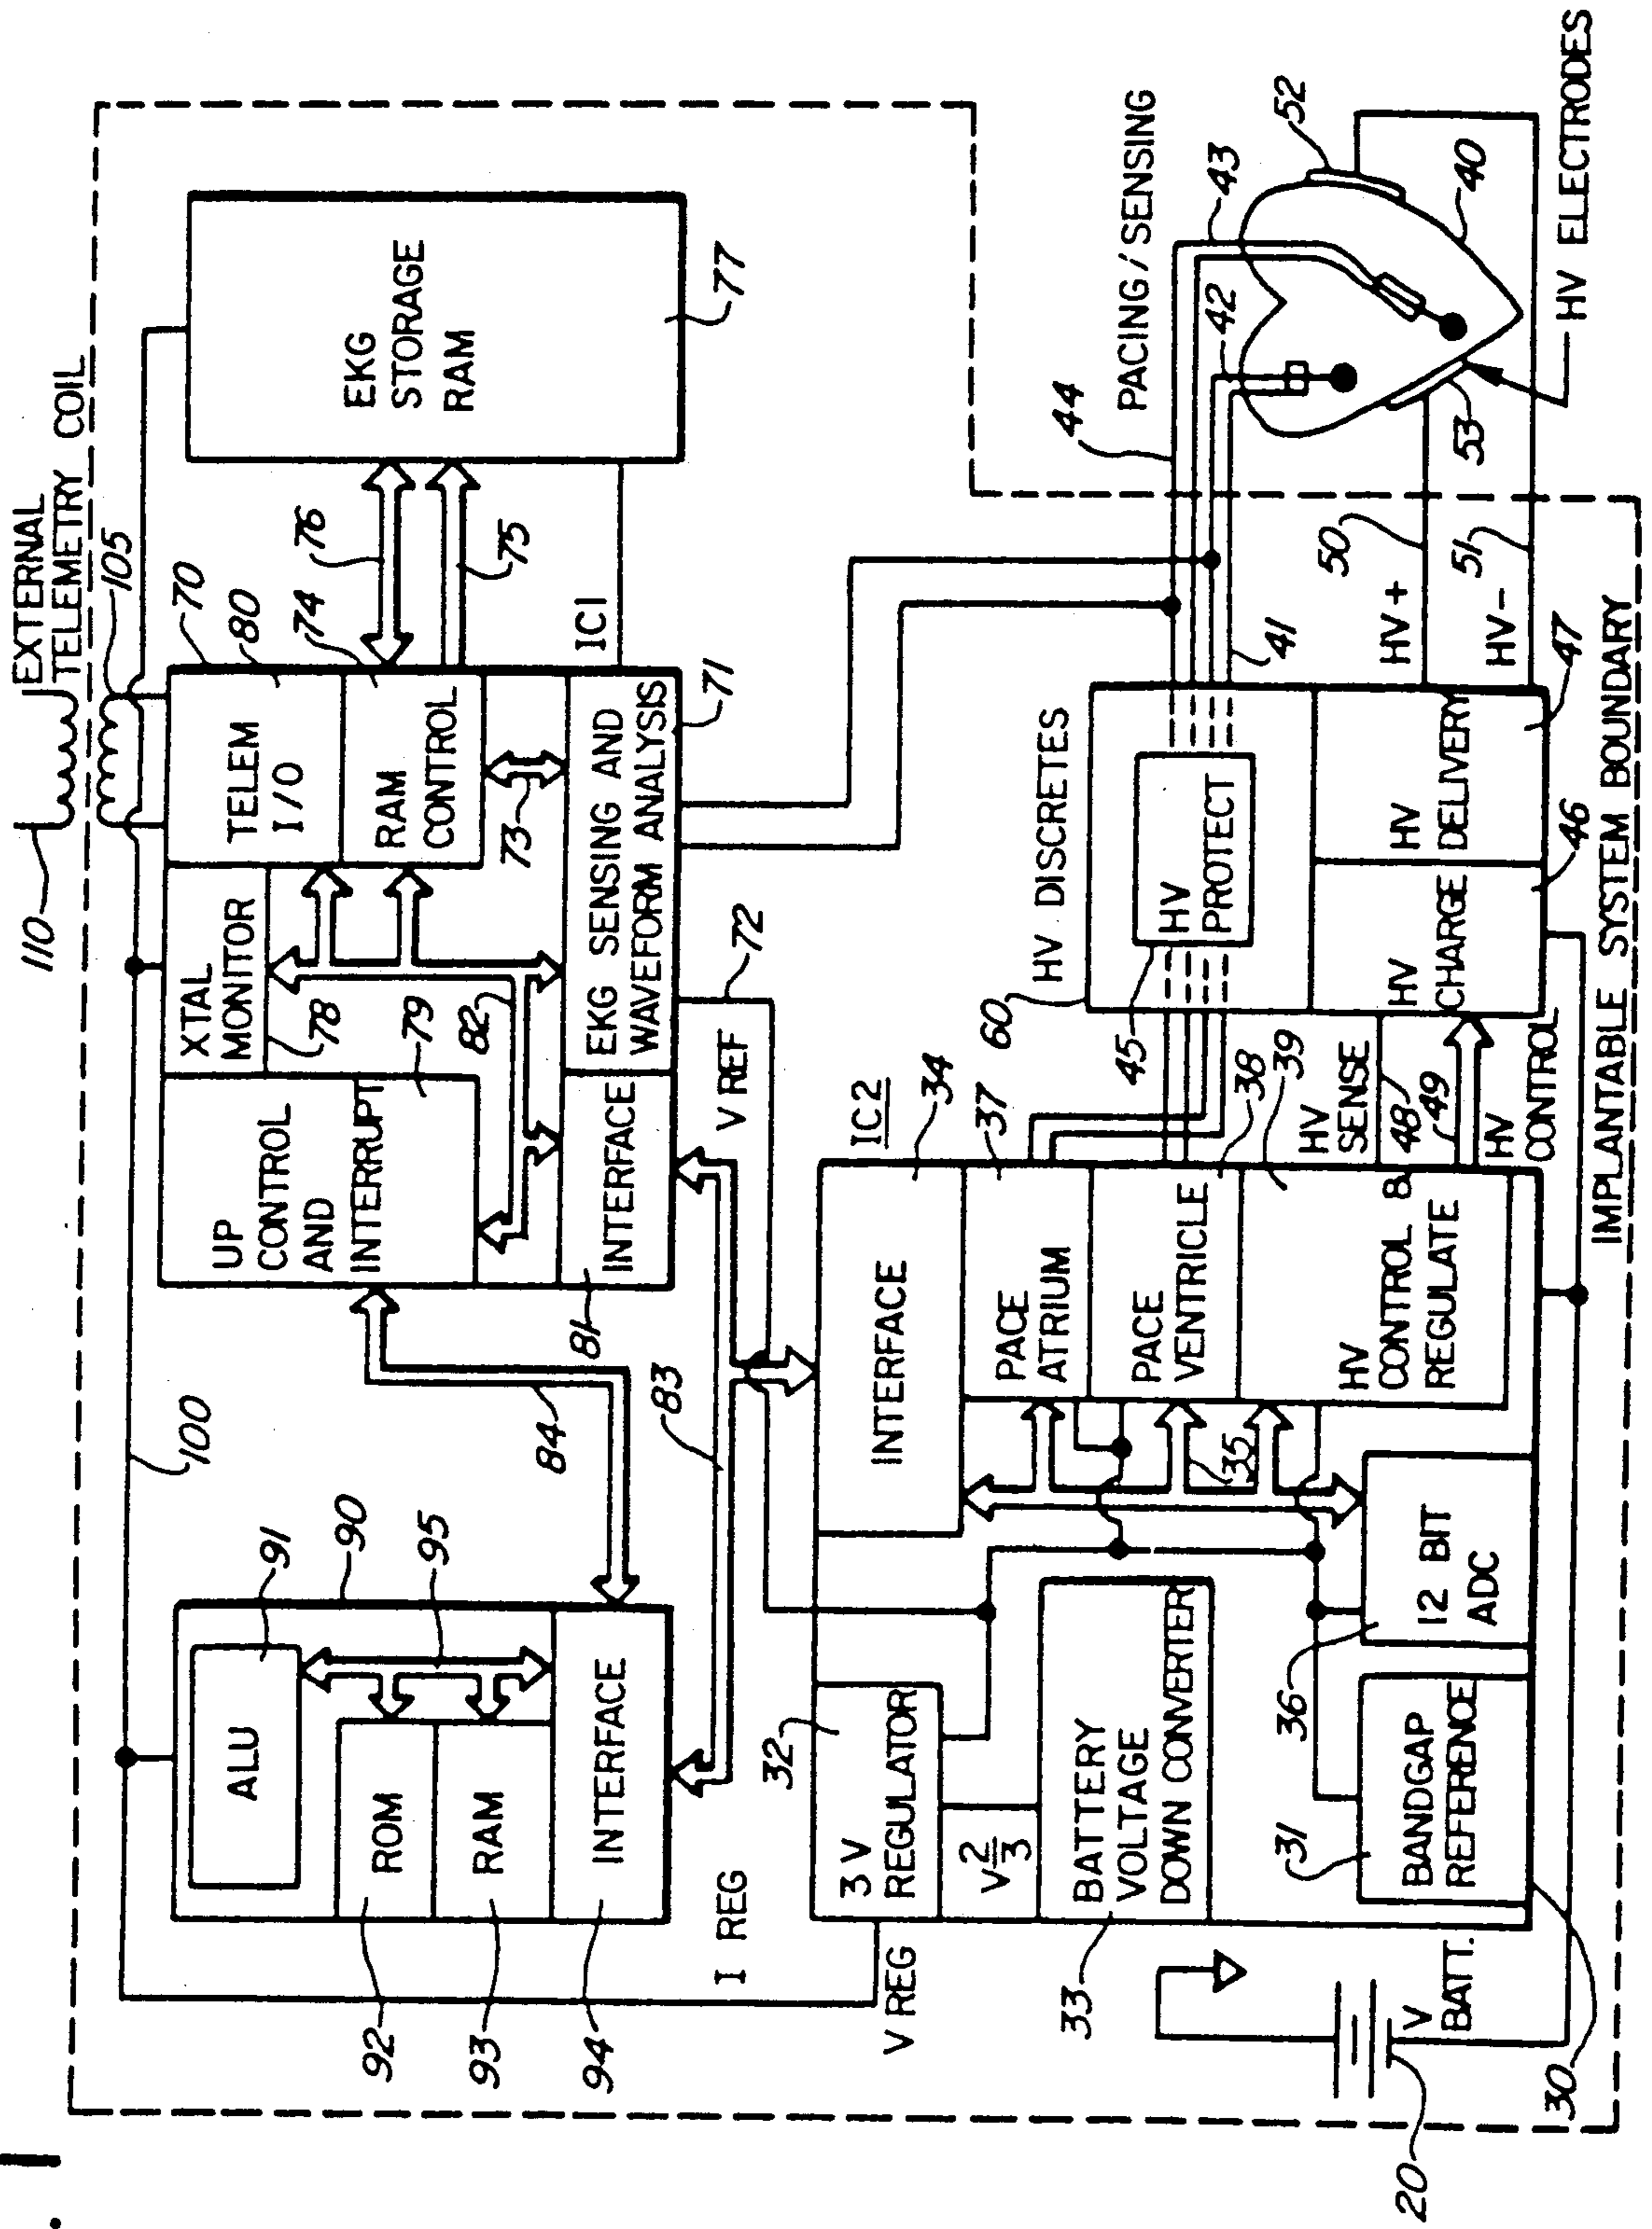 110
EXTERNAL
TELEMETRY COIL
105
100
ALU
91
90
95
ROM
92
RAM
93
INTERFACE
94
84
UP
CONTROL
AND
INTERRUPT
79
XTAL
MONITOR
78
82
TELEM
I/O
70
80
RAM
CONTROL
74
73
INTERFACE
81
EKG SENSING AND
WAVEFORM ANALYSIS
71
76
75
IC1
EKG
STORAGE
RAM
77
83
I REG
V REG
V REF
72
3 V
REGULATOR
32
V 2/3
BATTERY
VOLTAGE
DOWN CONVERTER
33
BANDGAP
REFERENCE
31
12 BIT
ADC
36
INTERFACE
IC2
34
PACE
ATRIUM
37
PACE
VENTRICLE
38
35
HV
CONTROL B
REGULATE
39
HV
SENSE
48
49
HV
CONTROL
HV DISCRETES
60
HV
PROTECT
45
HV
CHARGE
46
HV
DELIVERY
47
41
44
PACING/SENSING
42
43
52
40
53
HV ELECTRODES
HV+
50
HV-
51
V
BATT.
20
30
IMPLANTABLE SYSTEM BOUNDARY